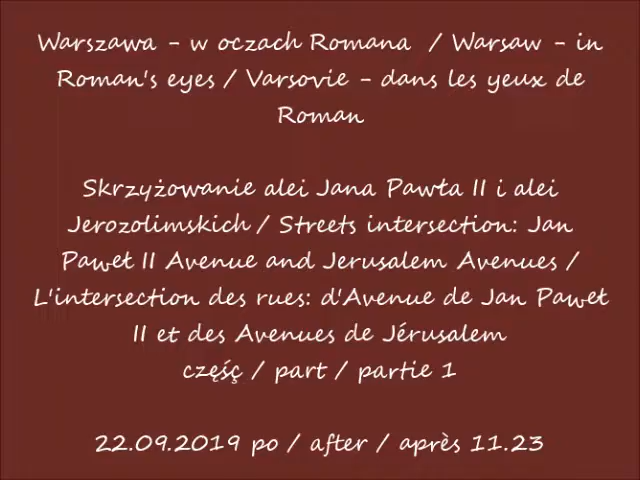 Warszawa - w oczach Romana / Warsaw - in
Roman's eyes / Varsovie - dans les yeux de
Roman
Skrzyżowanie alei Jana Pawła II i alei
Jerozolimskich / Streets intersection: Jan
Paweł II Avenue and Jerusalem Avenues /
L'intersection des rues: d'Avenue de Jan Paweł
II et des Avenues de Jérusalem
częśç / part / partie 1
22.09.2019 po / after / après 11.23